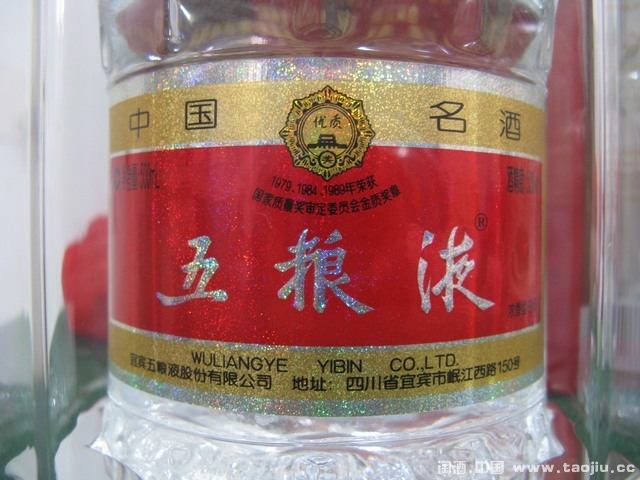 中国 名酒
优质
奖
1979.1984.1989年荣获
国家质量奖审定委员会金质奖章
500mL
五粮液®
WULIANGYE YIBIN CO.,LTD.
宜宾五粮液股份有限公司 地址: 四川省宜宾市岷江西路150号
淘酒.中国 www.taojiu.cc